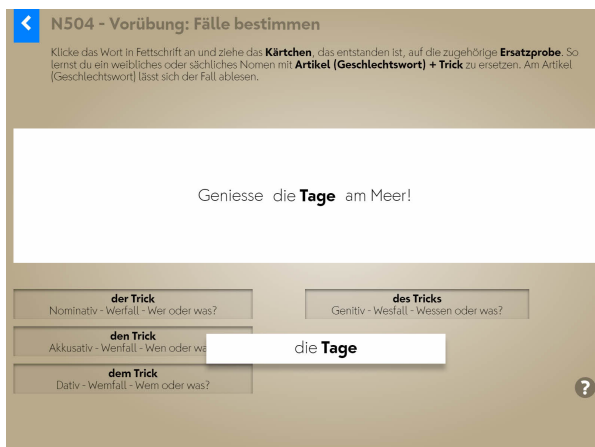 N504 - Vorübung: Fälle bestimmen
Klicke das Wort in Fettschrift an und ziehe das Kärtchen, das entstanden ist, auf die zugehörige Ersatzprobe. So
lernst du ein weibliches oder sächliches Nomen mit Artikel (Geschlechtswort) + Trick zu ersetzen. Am Artikel
(Geschlechtswort) lässt sich der Fall ablesen.
Geniesse die Tage am Meer!
der Trick
Nominativ - Werfall - Wer oder was?
des Tricks
Genitiv - Wesfall - Wessen oder was?
den Trick
Akkusativ - Wenfall - Wen oder wa
die Tage
dem Trick
Dativ - Wemfall - Wem oder was?
?